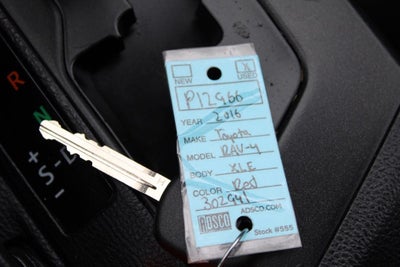 R
N
+
S
-
X
NEW
USED
P12966
YEAR 2016
MAKE Toyota
MODEL RAV-4
BODY XLE
COLOR Red
302941
ADSCO ADSCO.COM
Stock #555